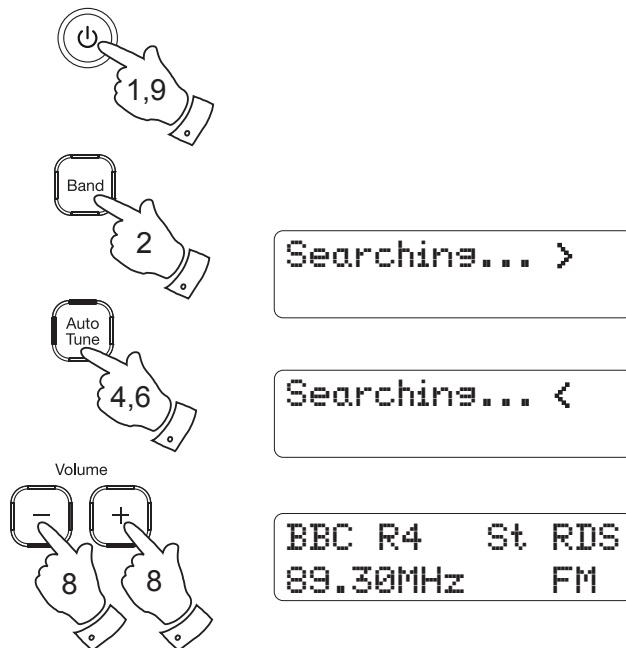 1,9
Band
2
Searching... >
Auto
Tune
4,6
Searching... <
Volume
− +
8 8
BBC R4 St RDS
89.30MHz FM